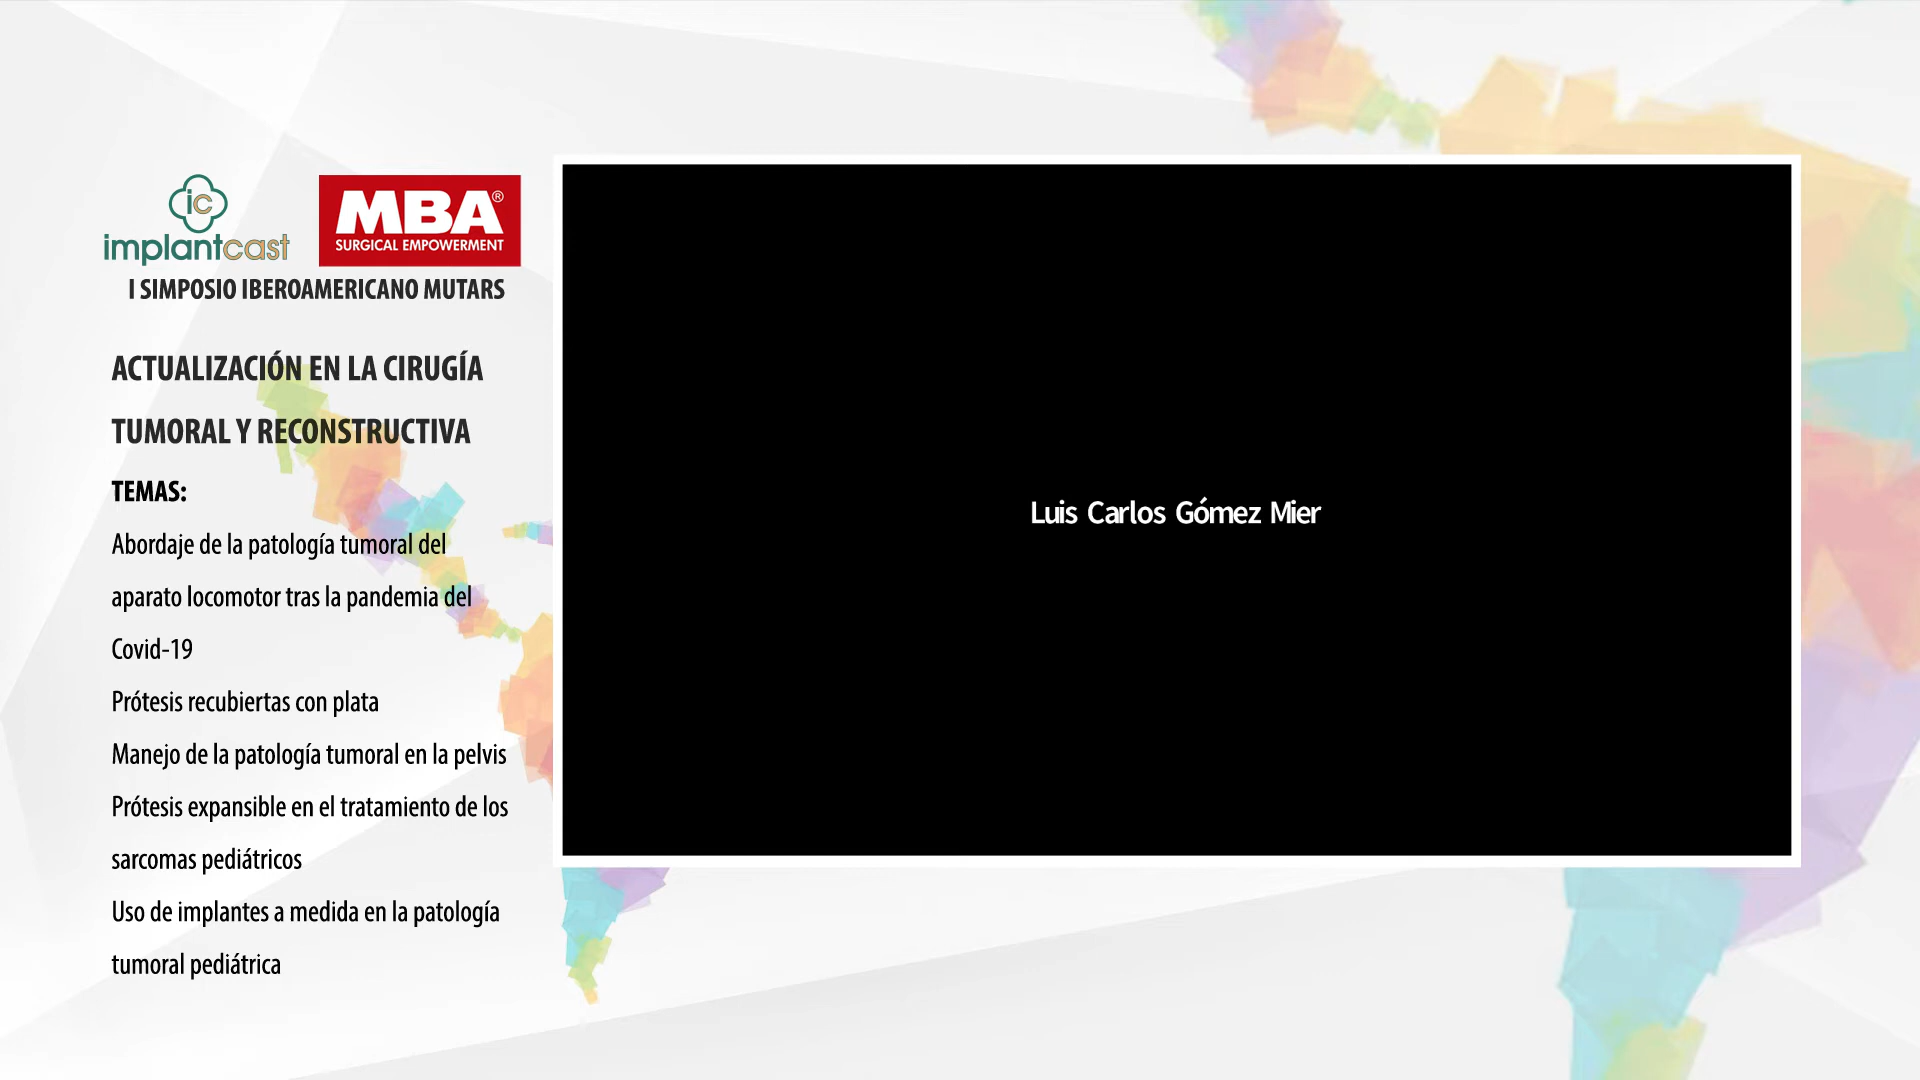 ic
implantcast
MBA®
SURGICAL EMPOWERMENT
I SIMPOSIO IBEROAMERICANO MUTARS
ACTUALIZACIÓN EN LA CIRUGÍA
TUMORAL Y RECONSTRUCTIVA
TEMAS:
Abordaje de la patología tumoral del
aparato locomotor tras la pandemia del
Covid-19
Prótesis recubiertas con plata
Manejo de la patología tumoral en la pelvis
Prótesis expansible en el tratamiento de los
sarcomas pediátricos
Uso de implantes a medida en la patología
tumoral pediátrica
Luis Carlos Gómez Mier